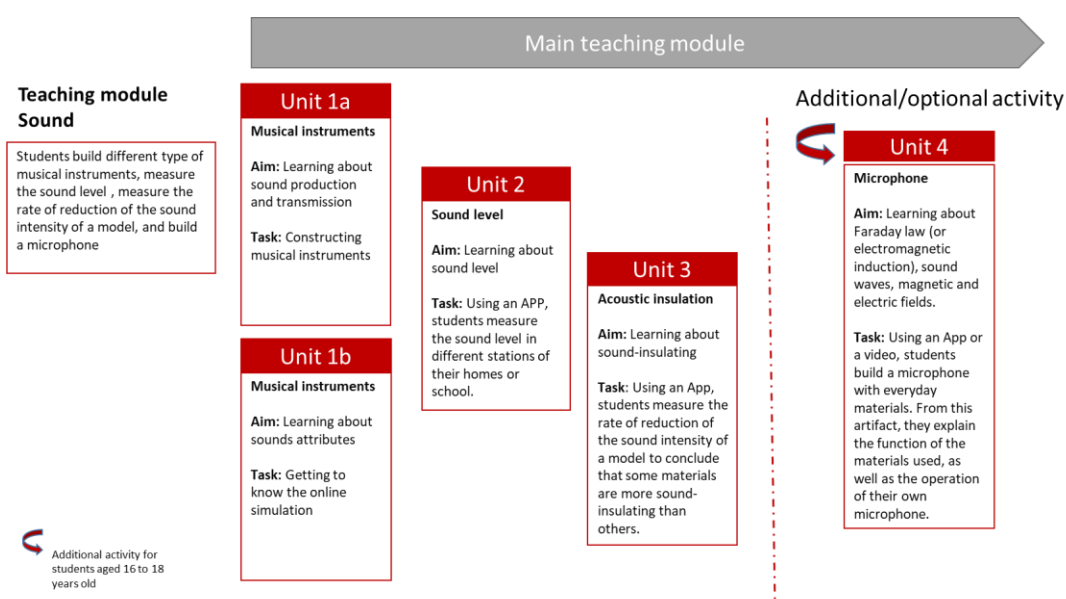 Main teaching module
Teaching module
Sound
Students build different type of
musical instruments, measure
the sound level , measure the
rate of reduction of the sound
intensity of a model, and build
a microphone
Unit 1a
Musical instruments
Aim: Learning about
sound production
and transmission
Task: Constructing
musical instruments
Unit 1b
Musical instruments
Aim: Learning about
sounds attributes
Task: Getting to
know the online
simulation
Unit 2
Sound level
Aim: Learning about
sound level
Task: Using an APP,
students measure
the sound level in
different stations of
their homes or
school.
Unit 3
Acoustic insulation
Aim: Learning about
sound-insulating
Task: Using an App,
students measure the
rate of reduction of
the sound intensity of
a model to conclude
that some materials
are more sound-
insulating than
others.
Additional/optional activity
Unit 4
Microphone
Aim: Learning about
Faraday law (or
electromagnetic
induction), sound
waves, magnetic and
electric fields.
Task: Using an App or
a video, students
build a microphone
with everyday
materials. From this
artifact, they explain
the function of the
materials used, as
well as the operation
of their own
microphone.
Additional activity for
students aged 16 to 18
years old